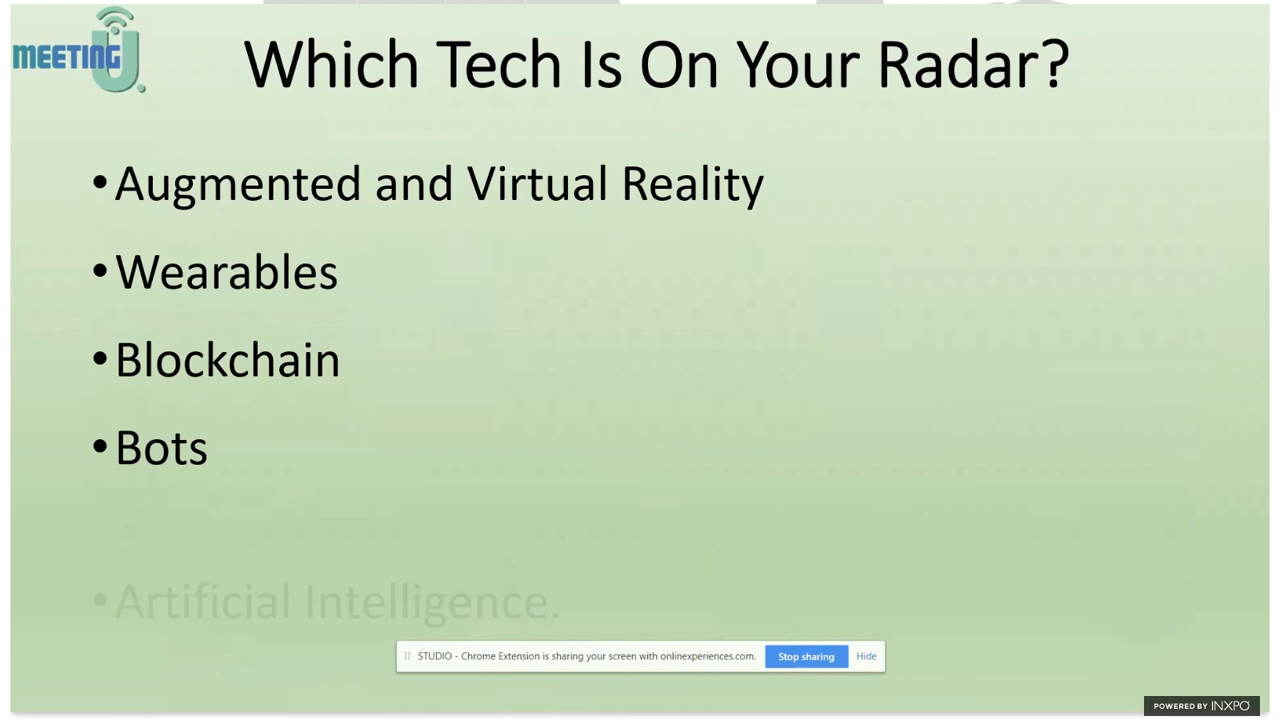 MEETING U
Which Tech Is On Your Radar?
•Augmented and Virtual Reality
•Wearables
•Blockchain
•Bots
•Artificial Intelligence.
STUDIO - Chrome Extension is sharing your screen with onlinexperiences.com. Stop sharing Hide
POWERED BY INXPO